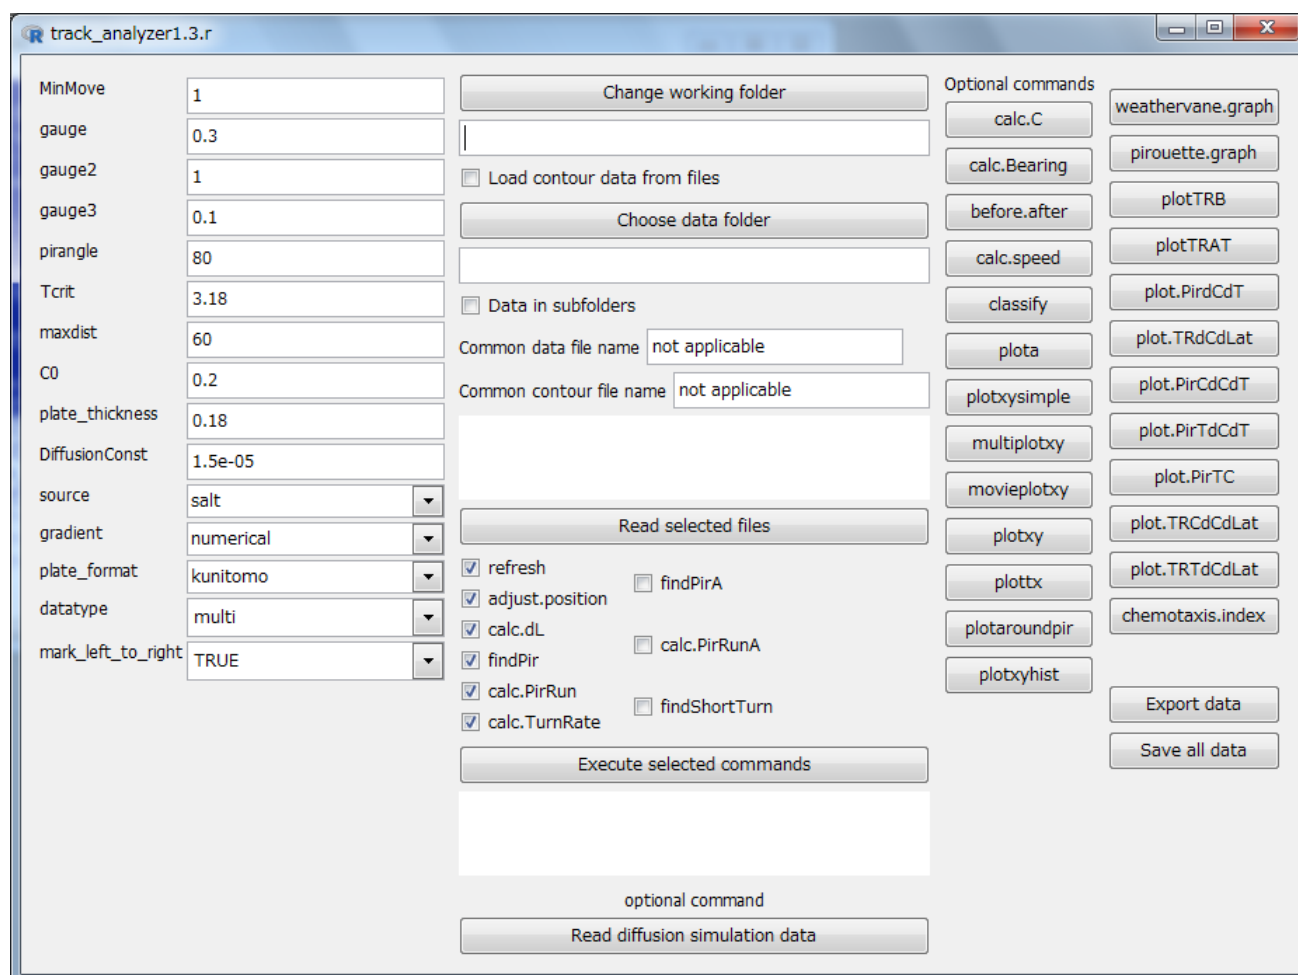 track_analyzer1.3.r
MinMove 1
gauge 0.3
gauge2 1
gauge3 0.1
pirangle 80
Tcrit 3.18
maxdist 60
C0 0.2
plate_thickness 0.18
DiffusionConst 1.5e-05
source salt
gradient numerical
plate_format kunitomo
datatype multi
mark_left_to_right TRUE
Change working folder
Load contour data from files
Choose data folder
Data in subfolders
Common data file name not applicable
Common contour file name not applicable
Read selected files
refresh
adjust.position
calc.dL
findPir
calc.PirRun
calc.TurnRate
findPirA
calc.PirRunA
findShortTurn
Execute selected commands
optional command
Read diffusion simulation data
Optional commands
calc.C
calc.Bearing
before.after
calc.speed
classify
plota
plotxysimple
multiplotxy
movieplotxy
plotxy
plottx
plotaroundpir
plotxyhist
weathervane.graph
pirouette.graph
plotTRB
plotTRAT
plot.PirdCdT
plot.TRdCdLat
plot.PirCdCdT
plot.PirTdCdT
plot.PirTC
plot.TRCdCdLat
plot.TRTdCdLat
chemotaxis.index
Export data
Save all data